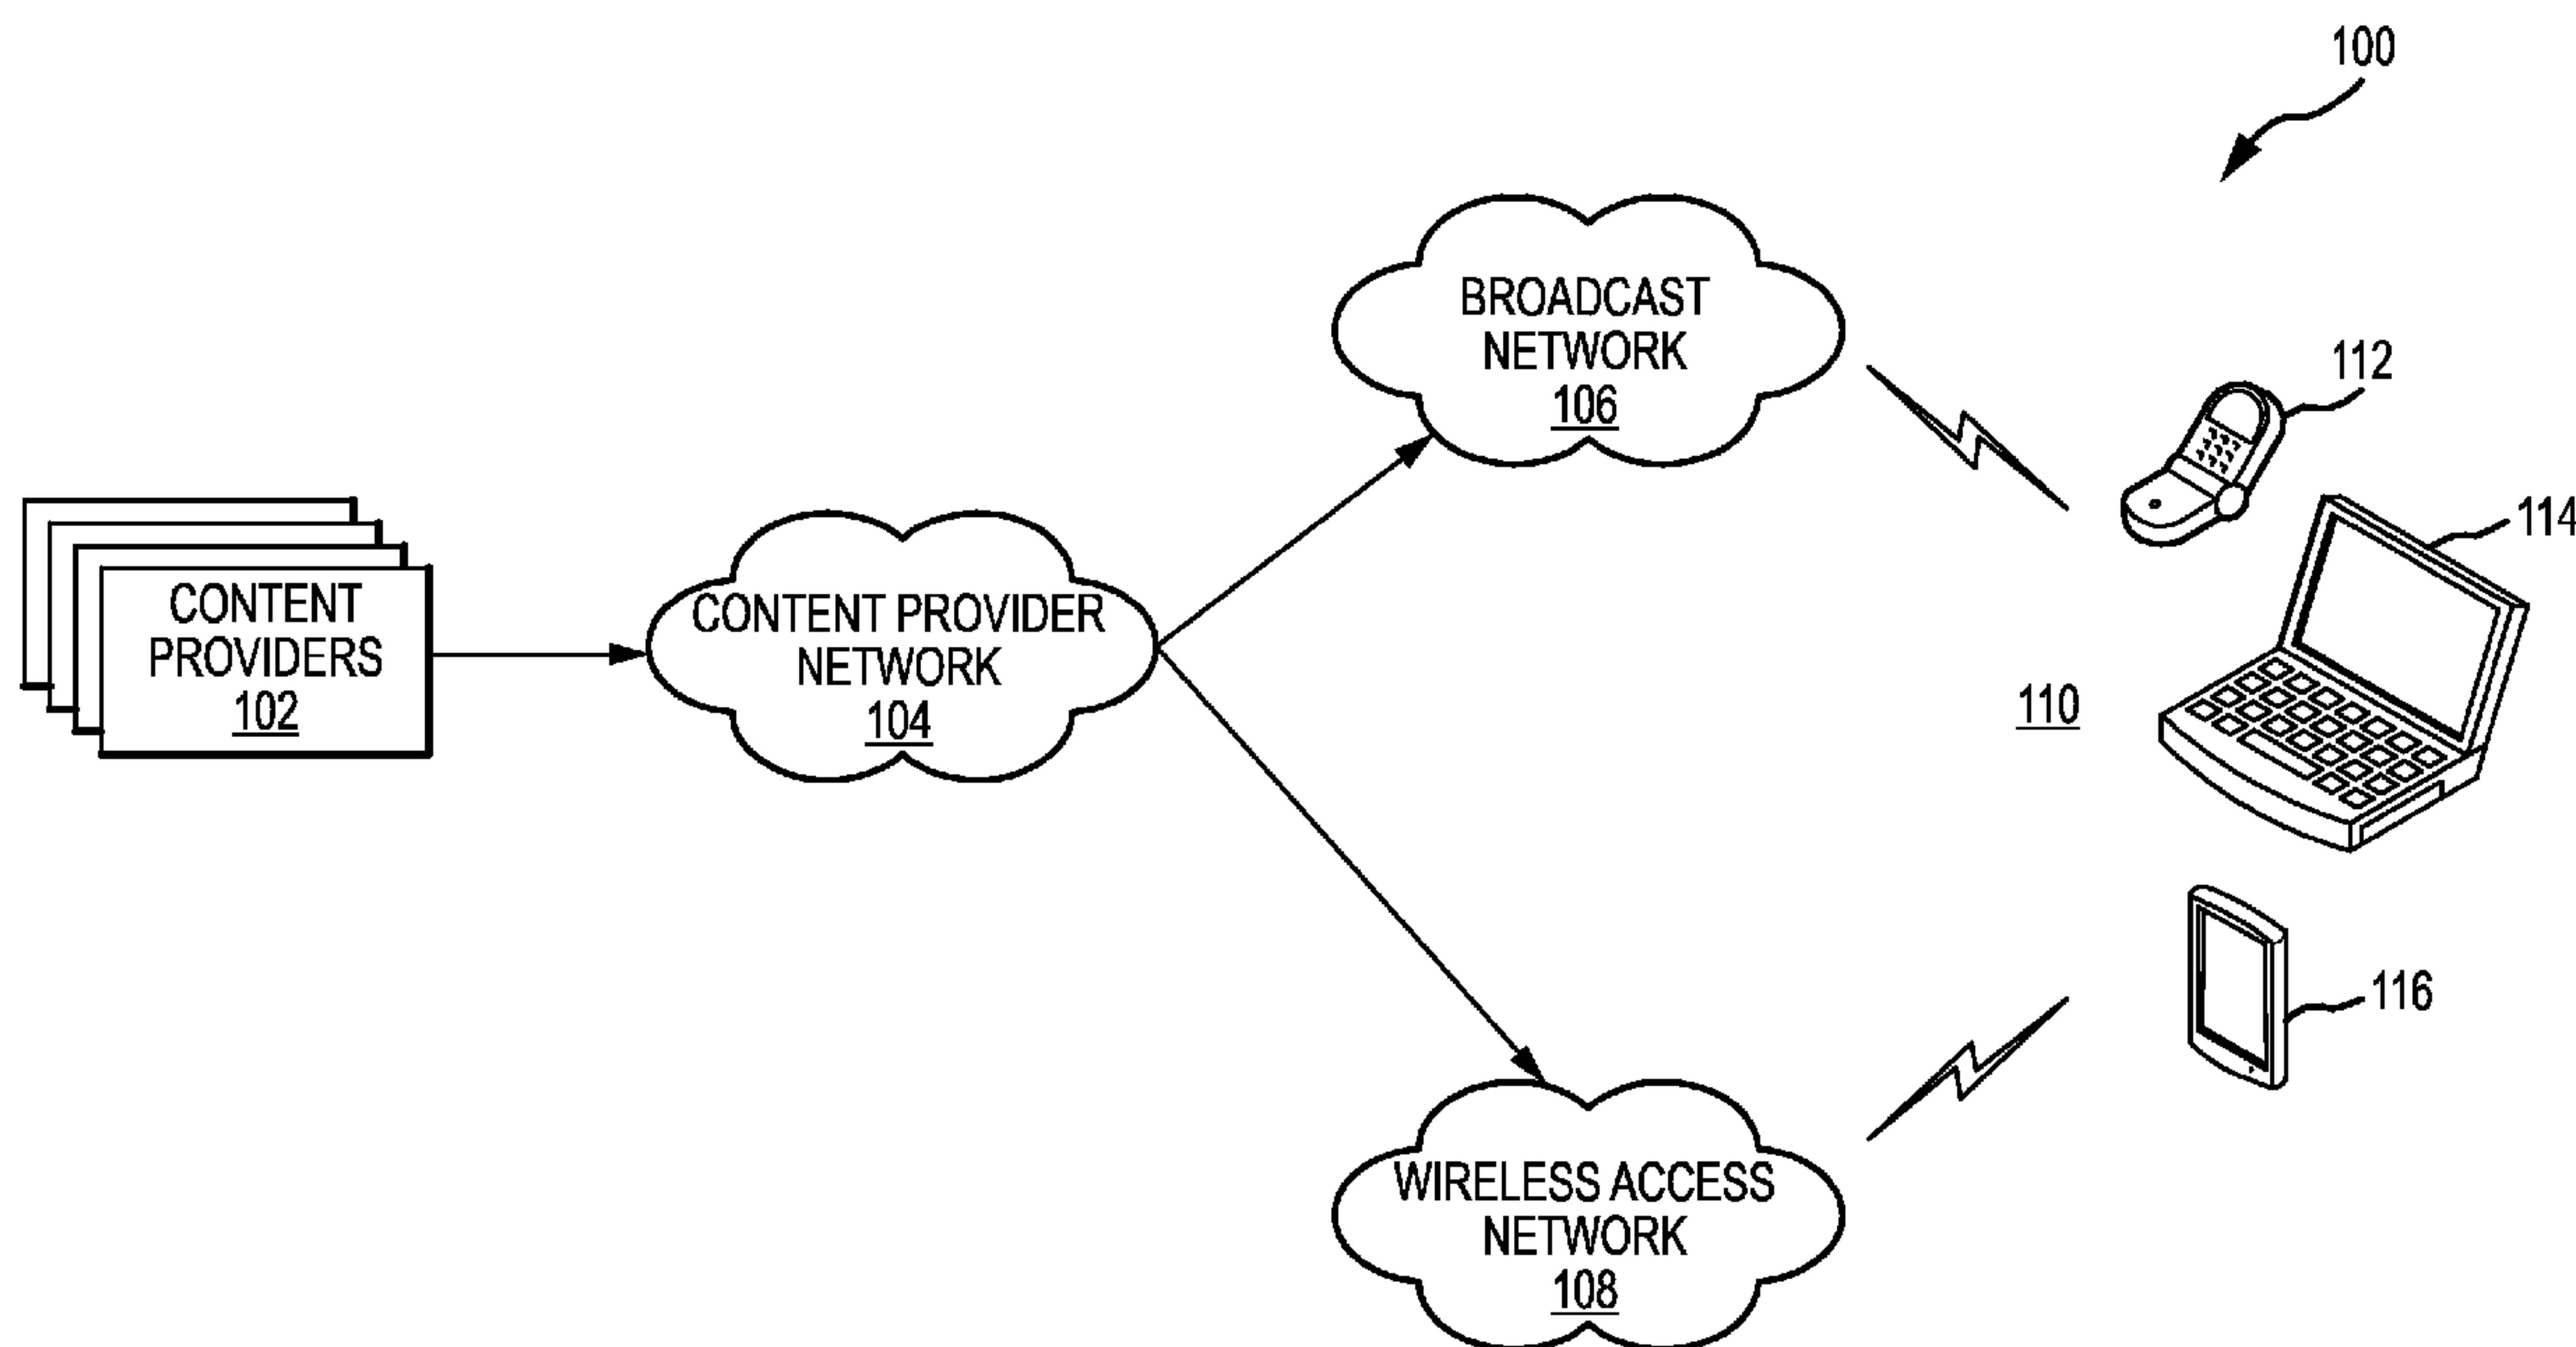 100
BROADCAST
NETWORK
106
112
114
CONTENT
PROVIDERS
102
CONTENT PROVIDER
NETWORK
104
110
116
WIRELESS ACCESS
NETWORK
108